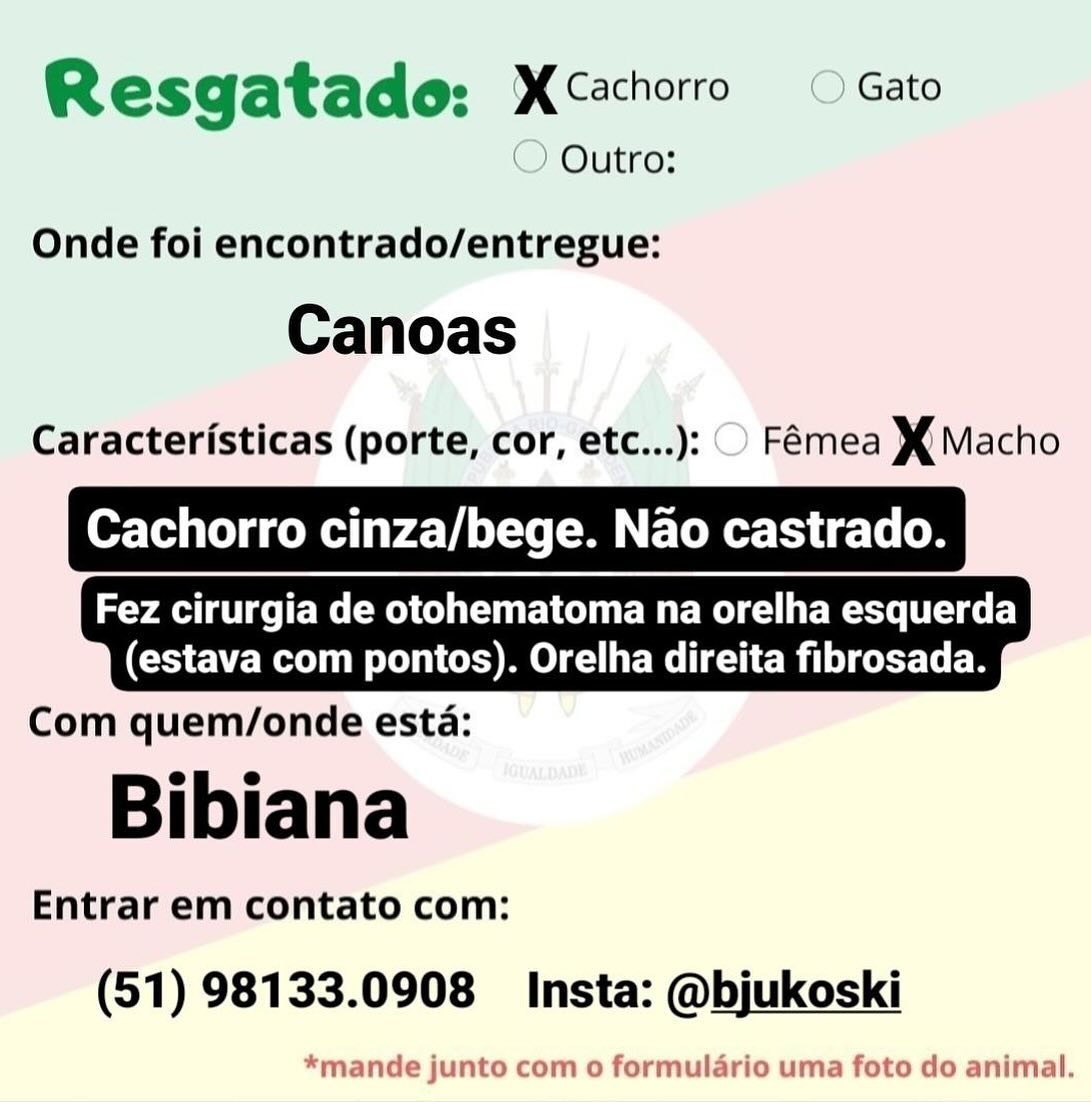 Resgatado: X Cachorro Gato
Outro:
Onde foi encontrado/entregue:
Canoas
Características (porte, cor, etc...): Fêmea X Macho
Cachorro cinza/bege. Não castrado.
Fez cirurgia de otohematoma na orelha esquerda
(estava com pontos). Orelha direita fibrosada.
Com quem/onde está:
IGUALDADE HUMANIDADE
Bibiana
Entrar em contato com:
(51) 98133.0908 Insta: @bjukoski
*mande junto com o formulário uma foto do animal.